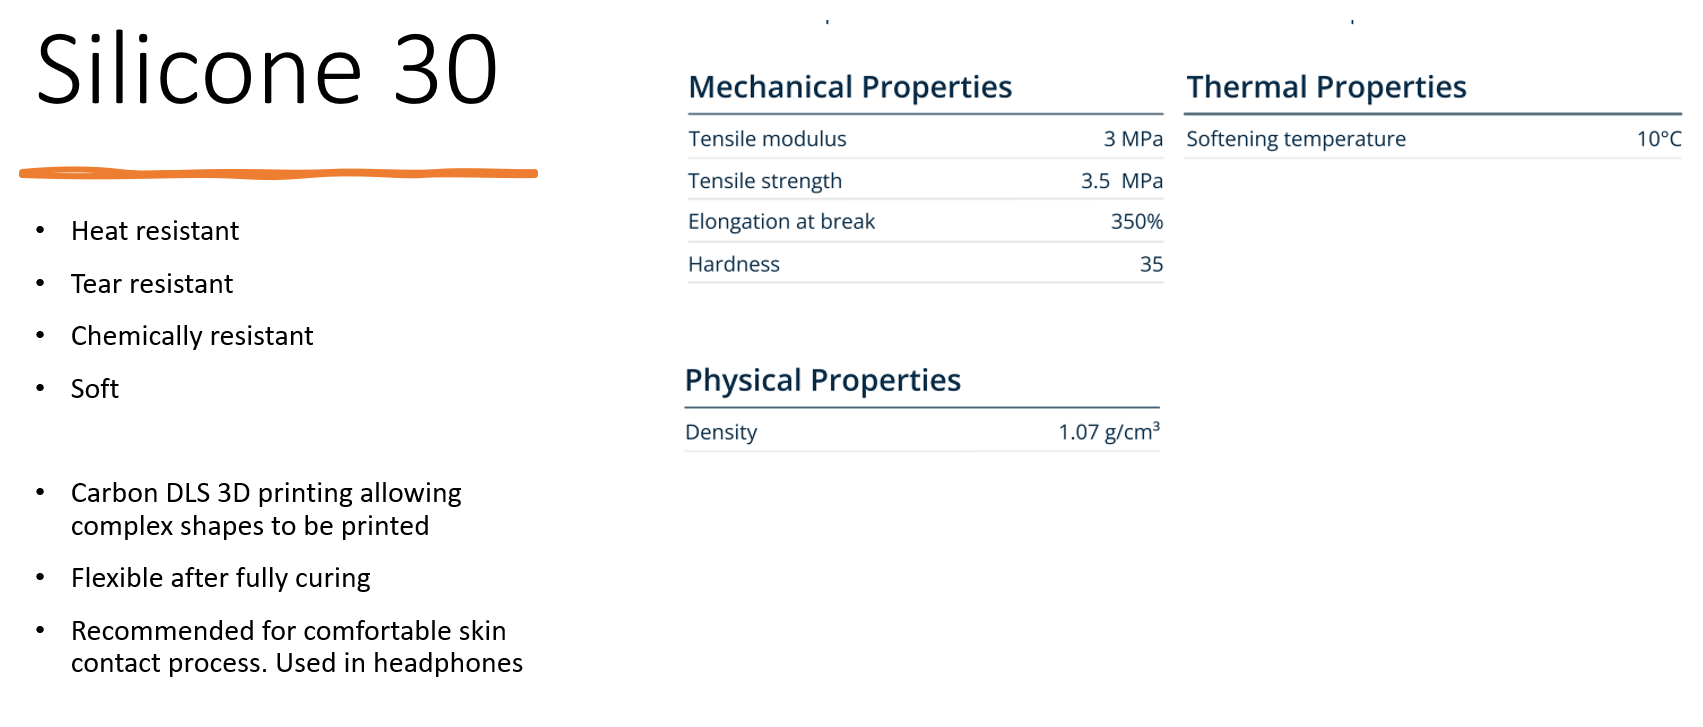 Silicone 30
• Heat resistant
• Tear resistant
• Chemically resistant
• Soft
• Carbon DLS 3D printing allowing
complex shapes to be printed
• Flexible after fully curing
• Recommended for comfortable skin
contact process. Used in headphones
Mechanical Properties
Tensile modulus 3 MPa
Tensile strength 3.5 MPa
Elongation at break 350%
Hardness 35
Thermal Properties
Softening temperature 10°C
Physical Properties
Density 1.07 g/cm³